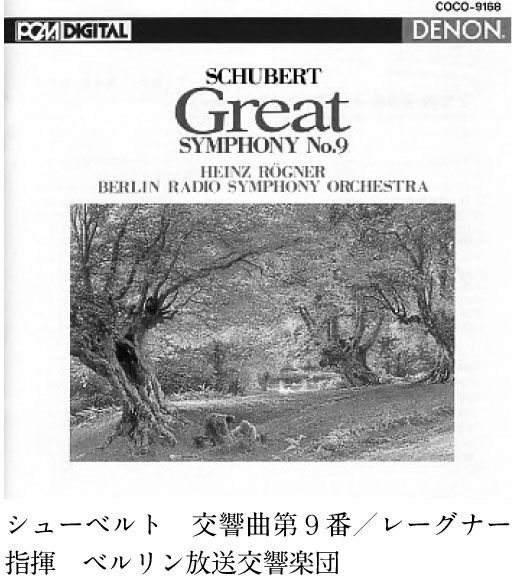 COCO-9168
PCM DIGITAL
DENON
SCHUBERT
Great
SYMPHONY No.9
HEINZ RÖGNER
BERLIN RADIO SYMPHONY ORCHESTRA
シューベルト　交響曲第９番／レーグナー
指揮　ベルリン放送交響楽団